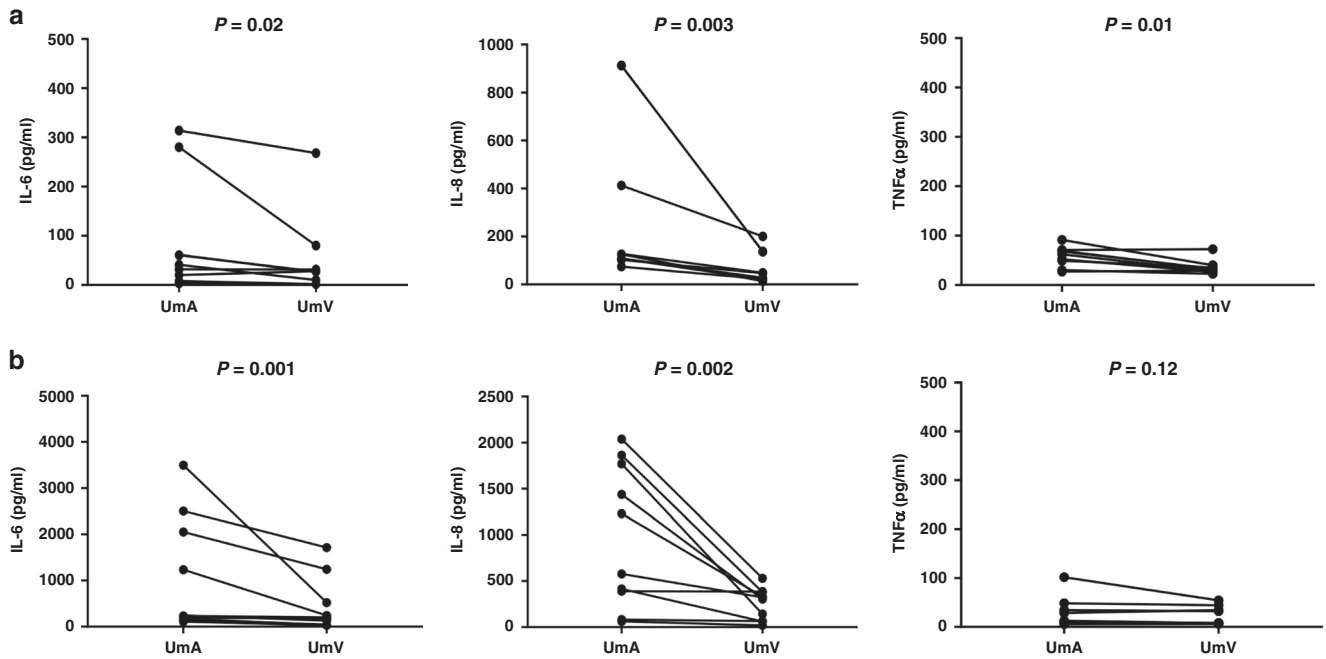 a
P = 0.02
500
400
300
200
100
0
IL-6 (pg/ml)
UmA
UmV
P = 0.003
1000
800
600
400
200
0
IL-8 (pg/ml)
UmA
UmV
P = 0.01
500
400
300
200
100
0
TNFα (pg/ml)
UmA
UmV
b
P = 0.001
5000
4000
3000
2000
1000
0
IL-6 (pg/ml)
UmA
UmV
P = 0.002
2500
2000
1500
1000
500
0
IL-8 (pg/ml)
UmA
UmV
P = 0.12
500
400
300
200
100
0
TNFα (pg/ml)
UmA
UmV